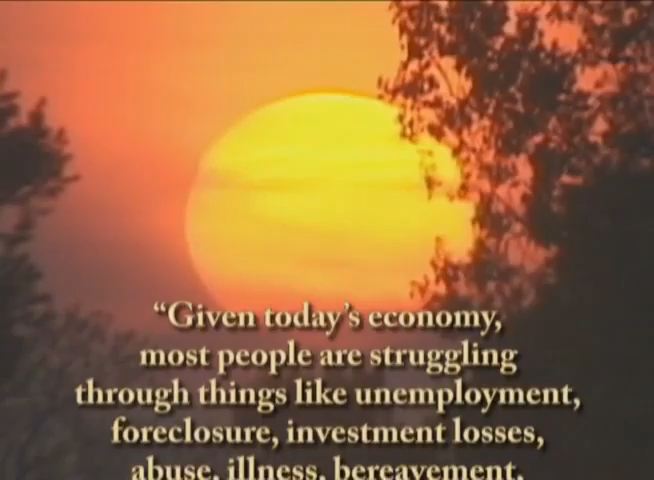 “Given today’s economy,
most people are struggling
through things like unemployment,
foreclosure, investment losses,
abuse, illness, bereavement,